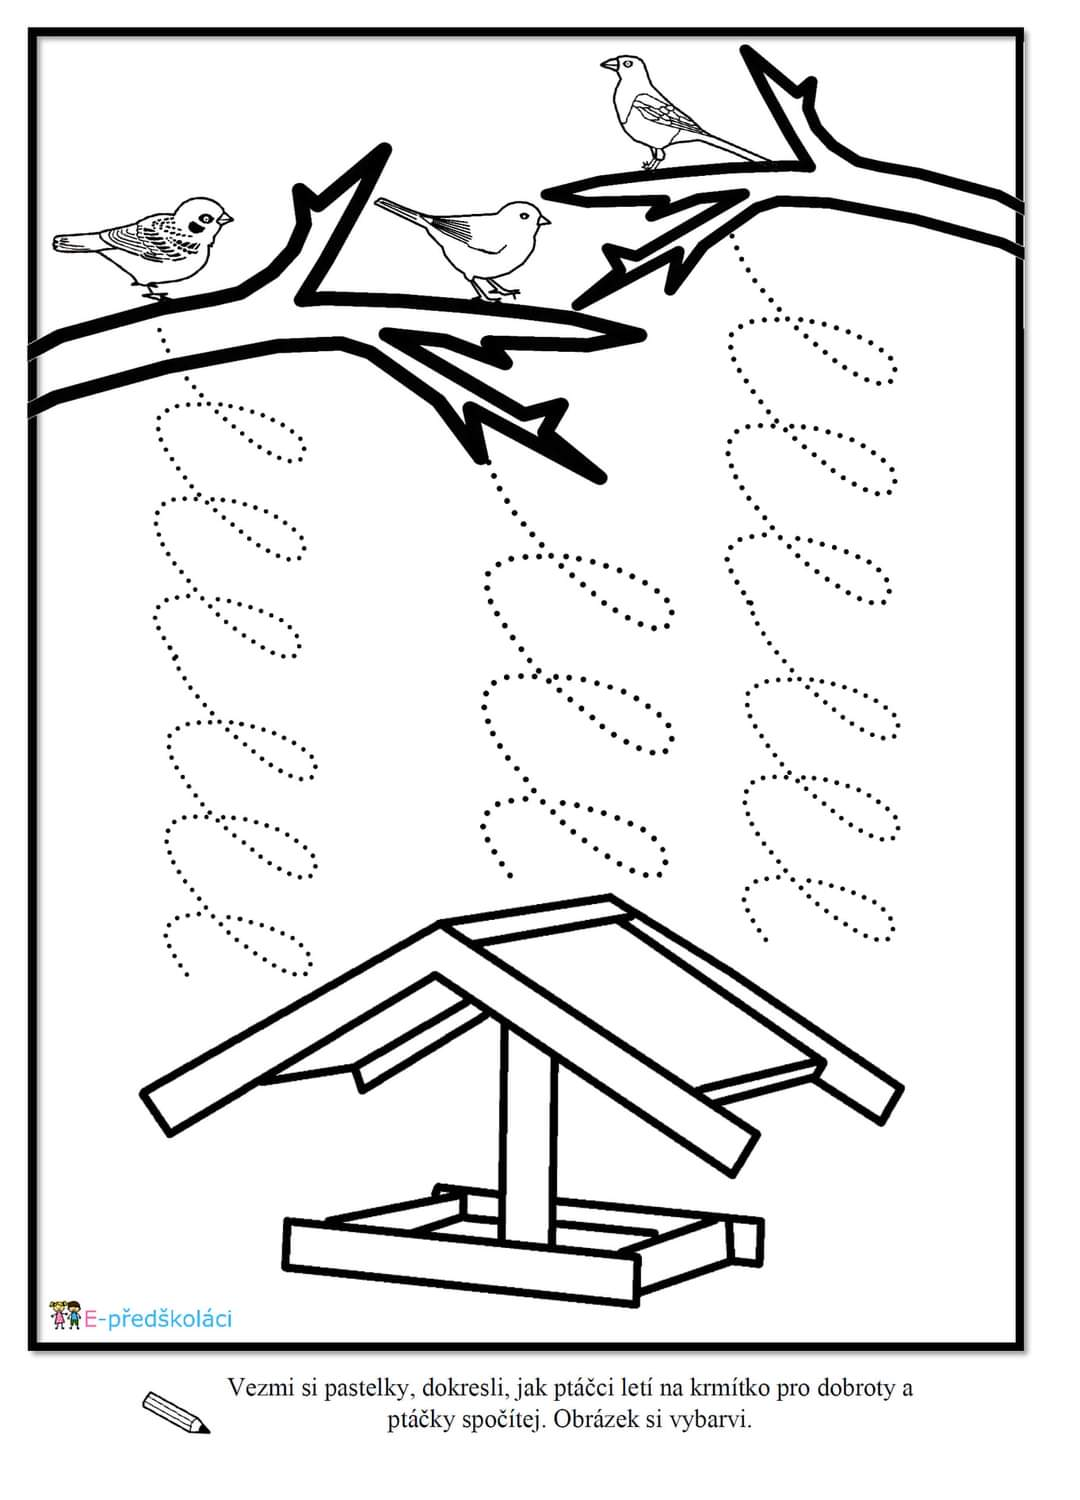 E-předškoláci
Vezmi si pastelky, dokresli, jak ptáčci letí na krmítko pro dobroty a
ptáčky spočítej. Obrázek si vybarvi.